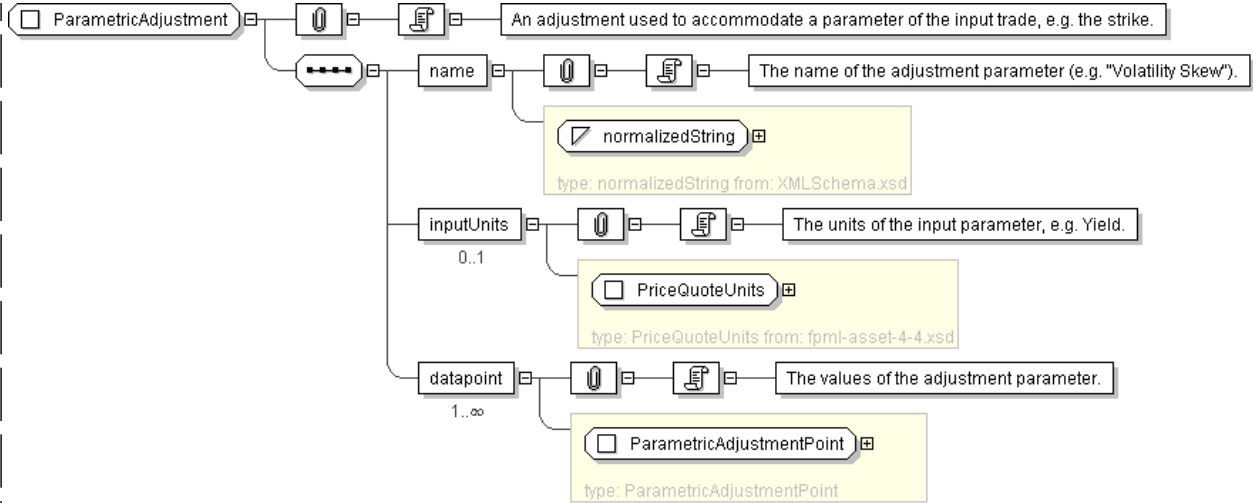 ParametricAdjustment
An adjustment used to accommodate a parameter of the input trade, e.g. the strike.
name
The name of the adjustment parameter (e.g. "Volatility Skew").
normalizedString
type: normalizedString from: XMLSchema.xsd
inputUnits
The units of the input parameter, e.g. Yield.
0..1
PriceQuoteUnits
type: PriceQuoteUnits from: fpml-asset-4-4.xsd
datapoint
The values of the adjustment parameter.
1..∞
ParametricAdjustmentPoint
type: ParametricAdjustmentPoint